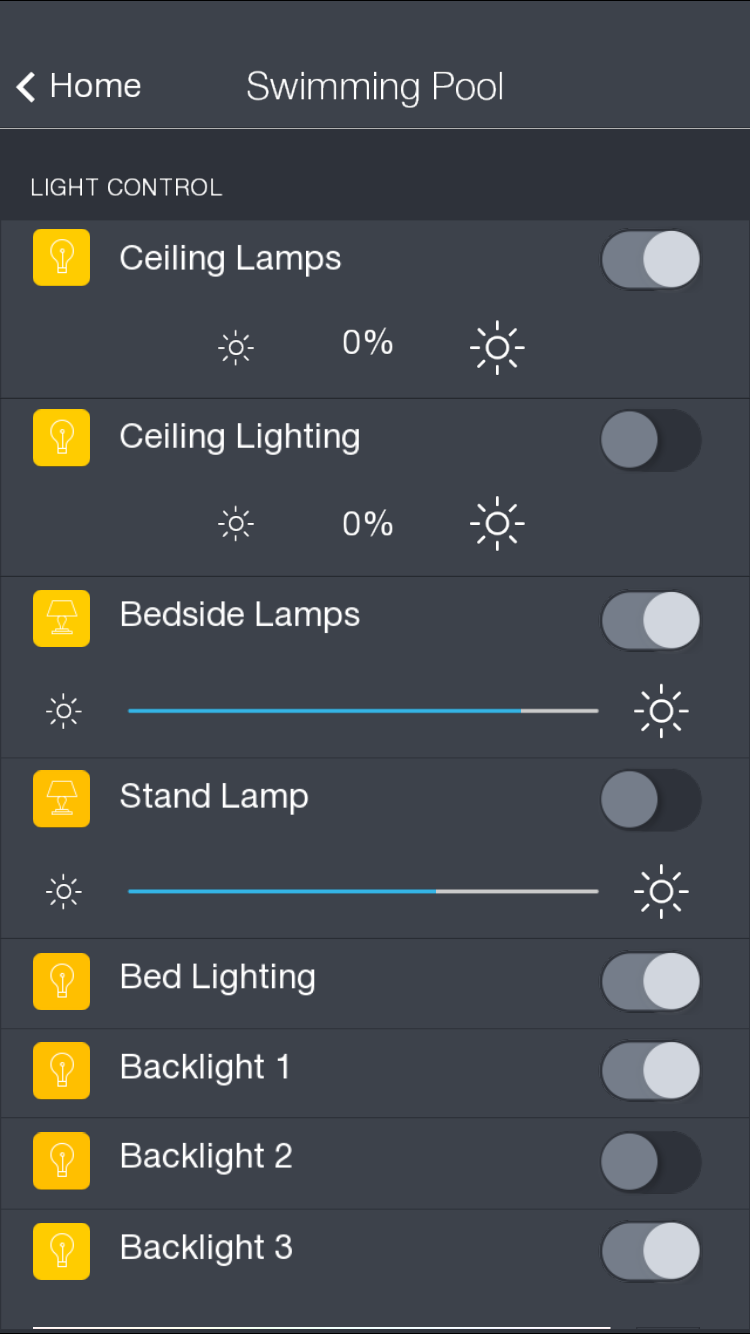 Home
Swimming Pool
LIGHT CONTROL
Ceiling Lamps
0%
Ceiling Lighting
0%
Bedside Lamps
Stand Lamp
Bed Lighting
Backlight 1
Backlight 2
Backlight 3